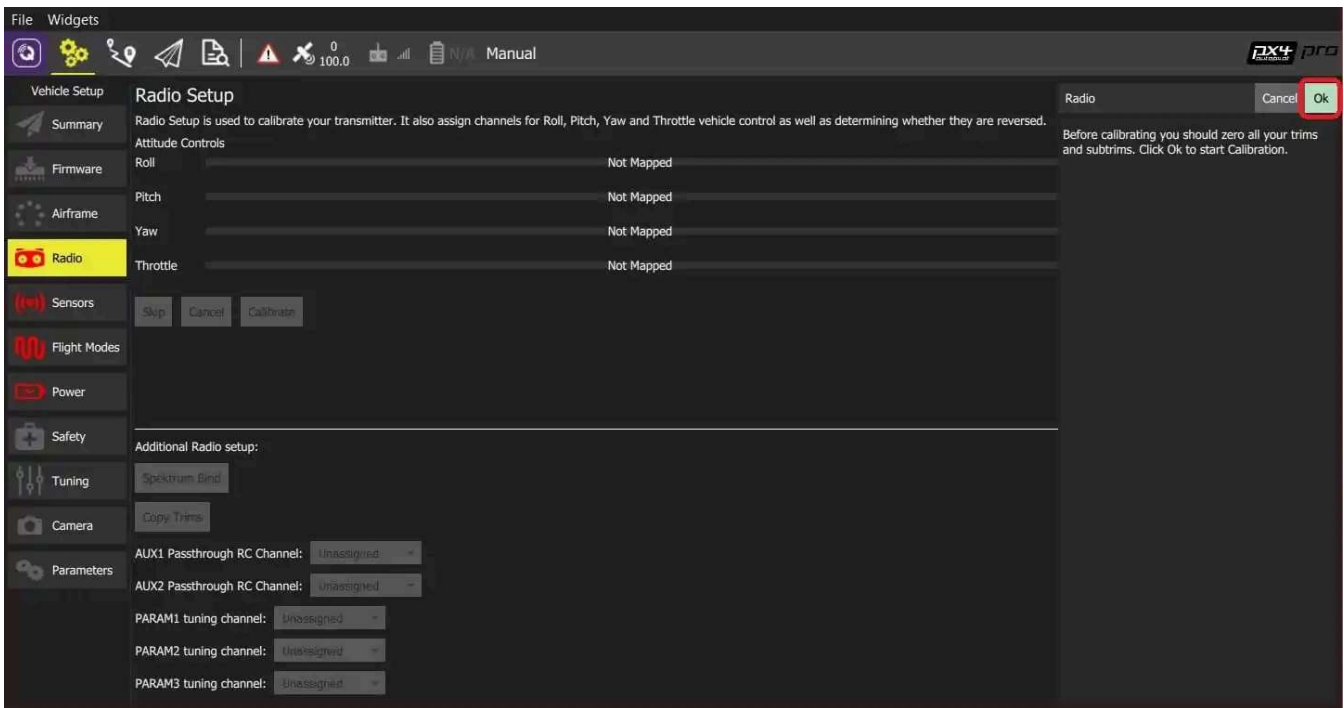 File Widgets
0
100.0
N/A
Manual
px4 pro
autopilot
Vehicle Setup
Summary
Firmware
Airframe
Radio
Sensors
Flight Modes
Power
Safety
Tuning
Camera
Parameters
Radio Setup
Radio Setup is used to calibrate your transmitter. It also assign channels for Roll, Pitch, Yaw and Throttle vehicle control as well as determining whether they are reversed.
Attitude Controls
Roll Not Mapped
Pitch Not Mapped
Yaw Not Mapped
Throttle Not Mapped
Skip Cancel Calibrate
Additional Radio setup:
Spektrum Bind
Copy Trims
AUX1 Passthrough RC Channel: Unassigned
AUX2 Passthrough RC Channel: Unassigned
PARAM1 tuning channel: Unassigned
PARAM2 tuning channel: Unassigned
PARAM3 tuning channel: Unassigned
Radio Cancel Ok
Before calibrating you should zero all your trims
and subtrims. Click Ok to start Calibration.